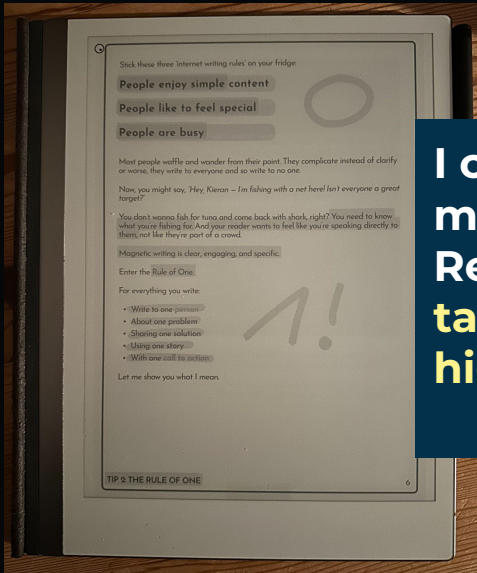 Stick these three 'internet writing rules' on your fridge:
People enjoy simple content
People like to feel special
People are busy
Most people waffle and wander from their point. They complicate instead of clarify
or worse, they write to everyone and so write to no one.
Now, you might say, 'Hey, Kieran – I'm fishing with a net here! Isn't everyone a great
target?'
You don't wanna fish for tuna and come back with shark, right? You need to know
what you're fishing for. And your reader wants to feel like you're speaking directly to
them, not like they're part of a crowd.
Magnetic writing is clear, engaging, and specific.
Enter the Rule of One.
For everything you write:
• Write to one person
• About one problem
• Sharing one solution
• Using one story
• With one call to action
1!
Let me show you what I mean.
TIP 2: THE RULE OF ONE
6
I c
m
Re
ta
hi